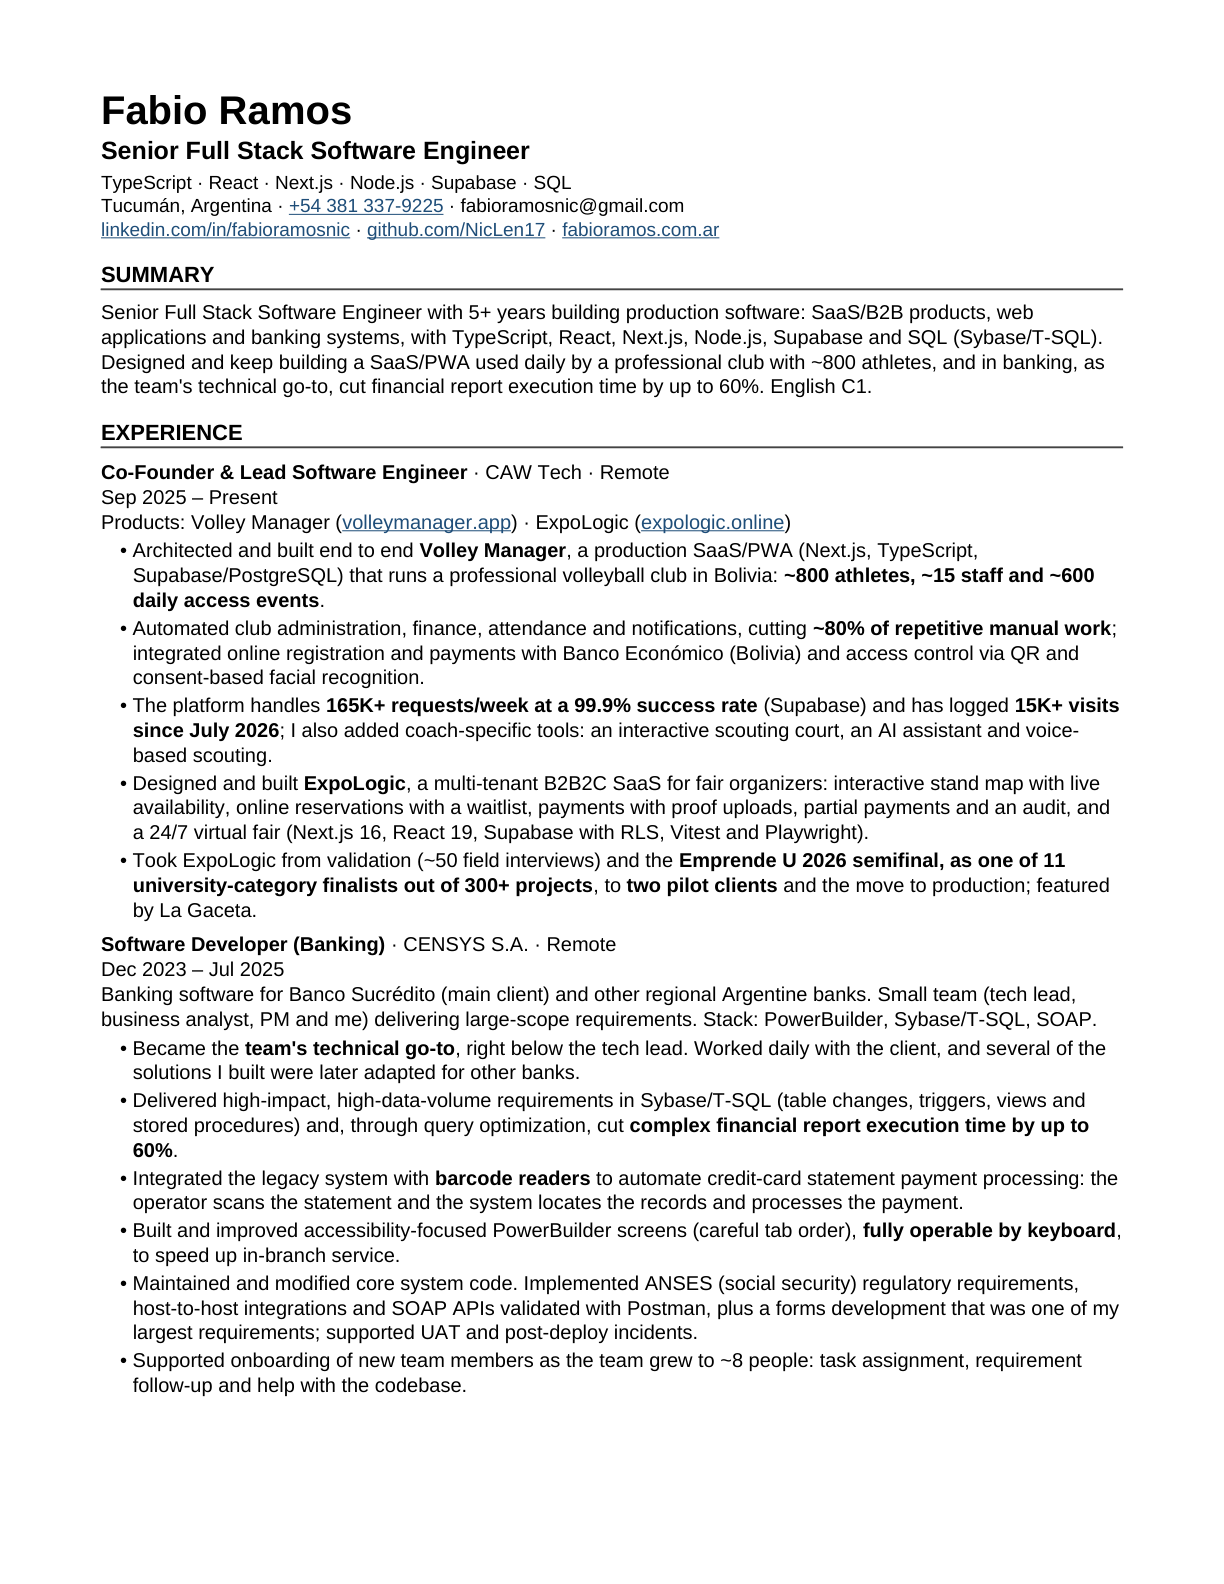 Fabio Ramos
Senior Full Stack Software Engineer
TypeScript · React · Next.js · Node.js · Supabase · SQL
Tucumán, Argentina · +54 381 337-9225 · fabioramosnic@gmail.com
linkedin.com/in/fabioramosnic · github.com/NicLen17 · fabioramos.com.ar
SUMMARY
Senior Full Stack Software Engineer with 5+ years building production software: SaaS/B2B products, web
applications and banking systems, with TypeScript, React, Next.js, Node.js, Supabase and SQL (Sybase/T-SQL).
Designed and keep building a SaaS/PWA used daily by a professional club with ~800 athletes, and in banking, as
the team's technical go-to, cut financial report execution time by up to 60%. English C1.
EXPERIENCE
Co-Founder & Lead Software Engineer · CAW Tech · Remote
Sep 2025 – Present
Products: Volley Manager (volleymanager.app) · ExpoLogic (expologic.online)
• Architected and built end to end Volley Manager, a production SaaS/PWA (Next.js, TypeScript,
Supabase/PostgreSQL) that runs a professional volleyball club in Bolivia: ~800 athletes, ~15 staff and ~600
daily access events.
• Automated club administration, finance, attendance and notifications, cutting ~80% of repetitive manual work;
integrated online registration and payments with Banco Económico (Bolivia) and access control via QR and
consent-based facial recognition.
• The platform handles 165K+ requests/week at a 99.9% success rate (Supabase) and has logged 15K+ visits
since July 2026; I also added coach-specific tools: an interactive scouting court, an AI assistant and voice-
based scouting.
• Designed and built ExpoLogic, a multi-tenant B2B2C SaaS for fair organizers: interactive stand map with live
availability, online reservations with a waitlist, payments with proof uploads, partial payments and an audit, and
a 24/7 virtual fair (Next.js 16, React 19, Supabase with RLS, Vitest and Playwright).
• Took ExpoLogic from validation (~50 field interviews) and the Emprende U 2026 semifinal, as one of 11
university-category finalists out of 300+ projects, to two pilot clients and the move to production; featured
by La Gaceta.
Software Developer (Banking) · CENSYS S.A. · Remote
Dec 2023 – Jul 2025
Banking software for Banco Sucrédito (main client) and other regional Argentine banks. Small team (tech lead,
business analyst, PM and me) delivering large-scope requirements. Stack: PowerBuilder, Sybase/T-SQL, SOAP.
• Became the team's technical go-to, right below the tech lead. Worked daily with the client, and several of the
solutions I built were later adapted for other banks.
• Delivered high-impact, high-data-volume requirements in Sybase/T-SQL (table changes, triggers, views and
stored procedures) and, through query optimization, cut complex financial report execution time by up to
60%.
• Integrated the legacy system with barcode readers to automate credit-card statement payment processing: the
operator scans the statement and the system locates the records and processes the payment.
• Built and improved accessibility-focused PowerBuilder screens (careful tab order), fully operable by keyboard,
to speed up in-branch service.
• Maintained and modified core system code. Implemented ANSES (social security) regulatory requirements,
host-to-host integrations and SOAP APIs validated with Postman, plus a forms development that was one of my
largest requirements; supported UAT and post-deploy incidents.
• Supported onboarding of new team members as the team grew to ~8 people: task assignment, requirement
follow-up and help with the codebase.